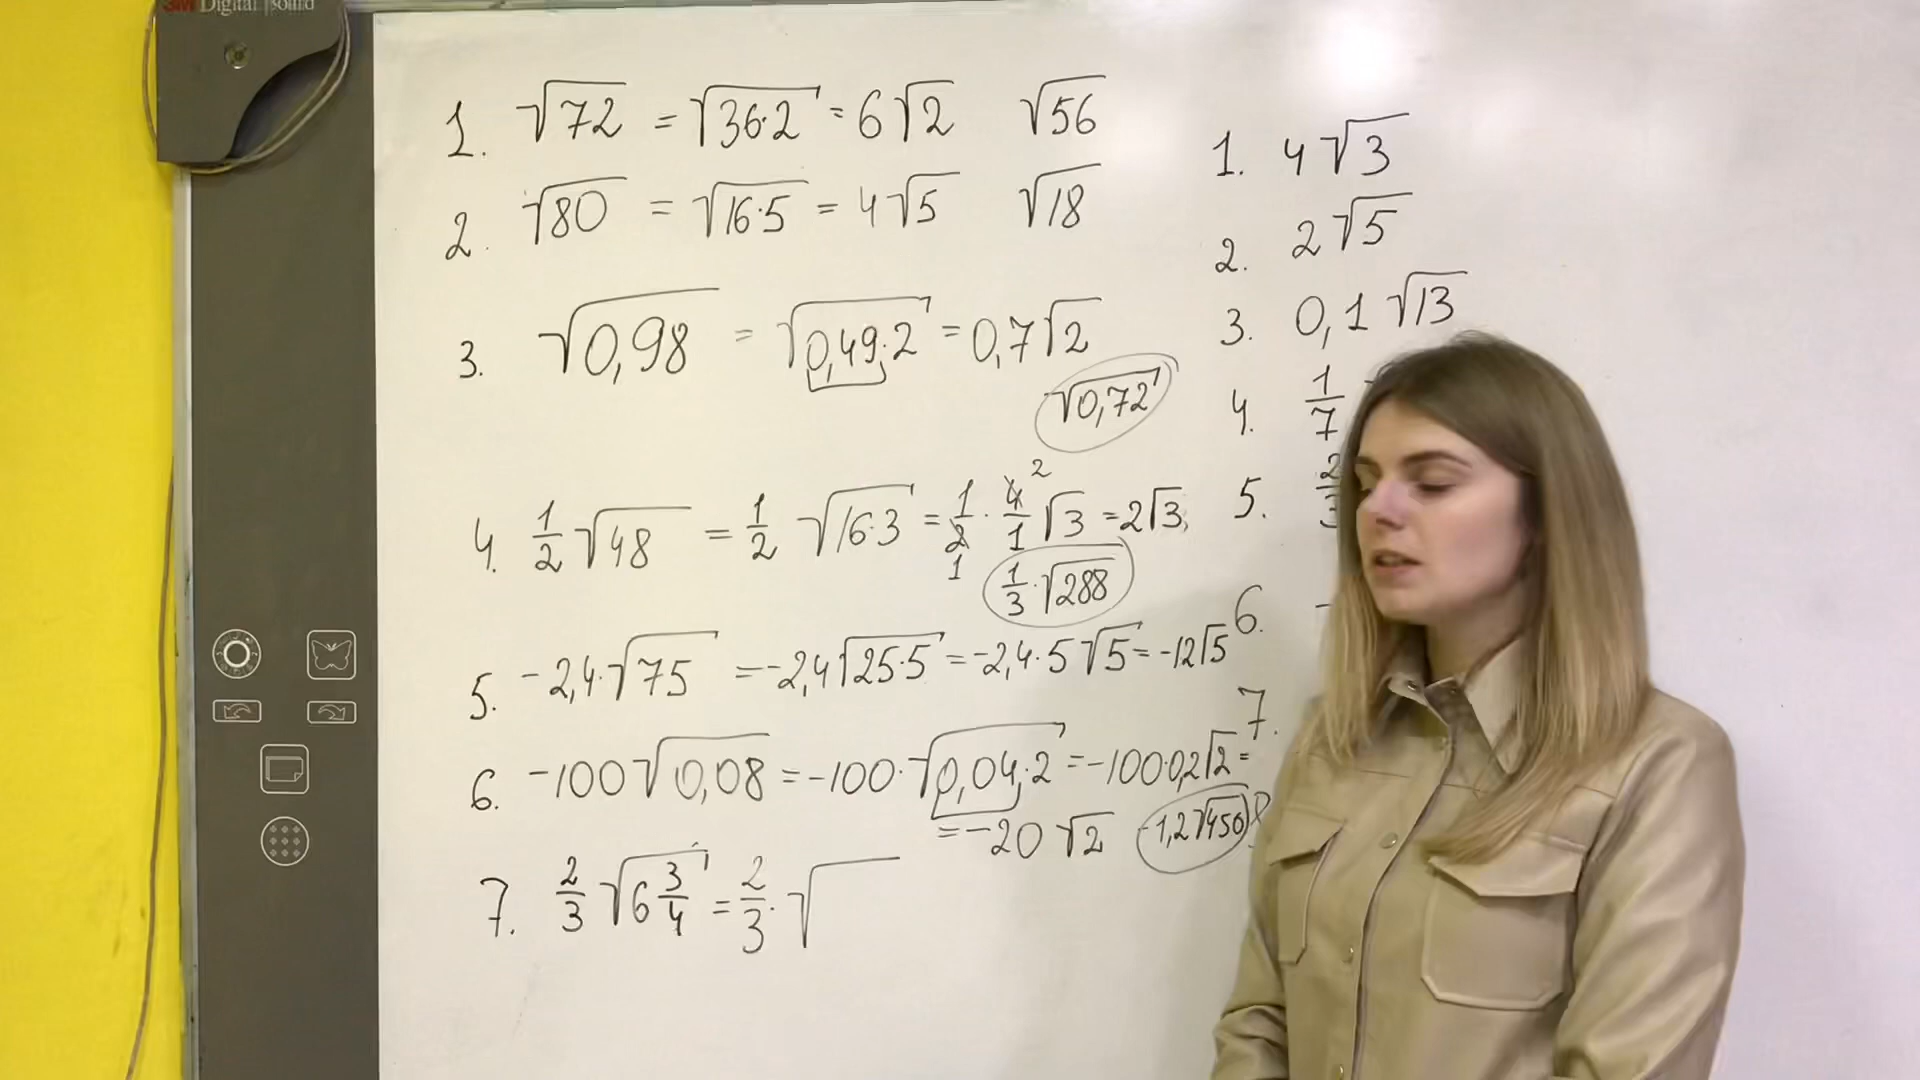 3M Digital
1. √72 = √36·2 = 6√2 √56
2. √80 = √16·5 = 4√5 √18
3. √0,98 = √0,49·2 = 0,7√2
√0,72
4. 1/2 √48 = 1/2 √16·3 = 1/2 · 4/1 √3 = 2√3
2
1
1/3 · √288
5. -2,4·√75 = -2,4√25·5 = -2,4·5√5 = -12√5
6. -100√0,08 = -100·√0,04·2 = -100·0,2√2 =
= -20√2 -1,2√450
7. 2/3 √6 3/4 = 2/3 · √
1. 4√3
2. 2√5
3. 0,1√13
4. 1/7
5. 2/3
6. -
7.